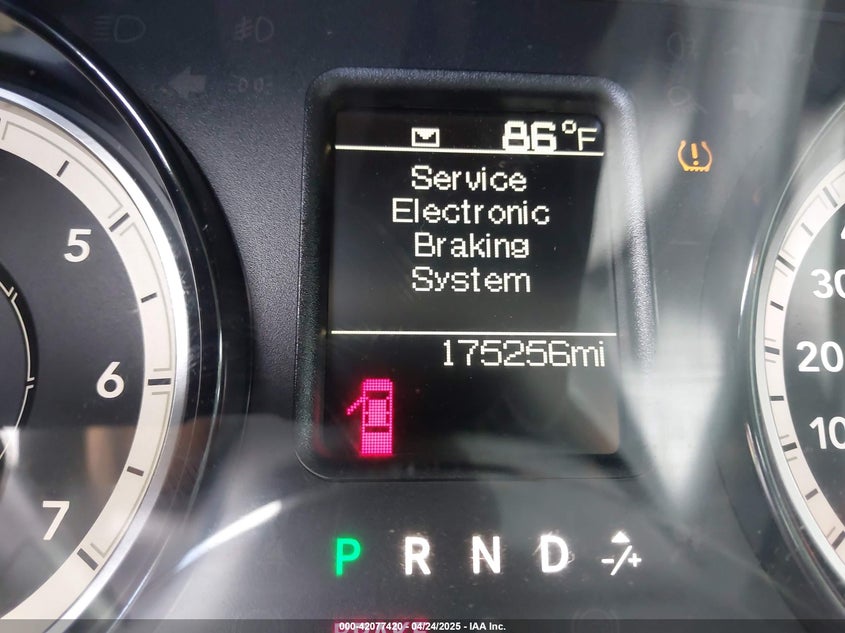 86°F
Service
Electronic
Braking
System
175256mi
5
6
7
30
20
10
P R N D -/+
000-42077420 - 04/24/2025 - IAA Inc.